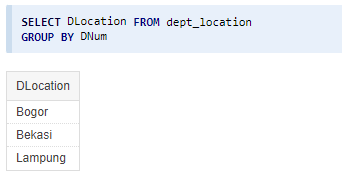 SELECT DLocation FROM dept_location
GROUP BY DNum
DLocation
Bogor
Bekasi
Lampung